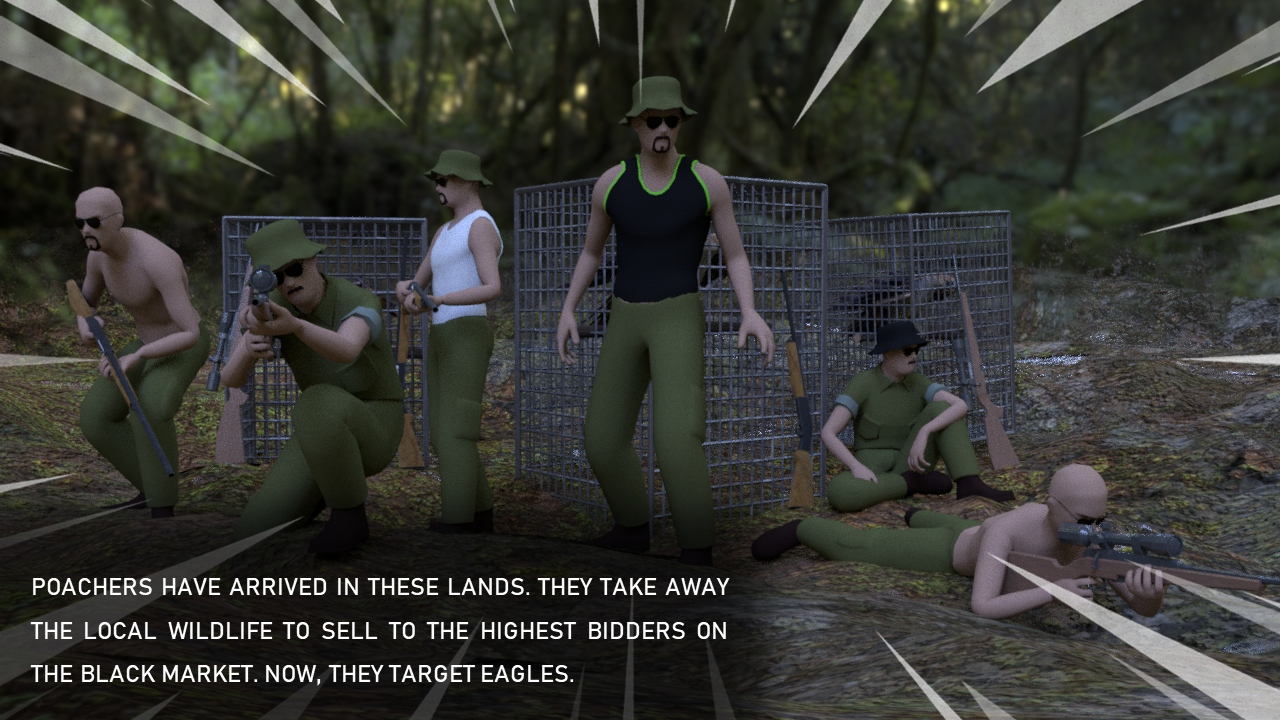 POACHERS HAVE ARRIVED IN THESE LANDS. THEY TAKE AWAY
THE LOCAL WILDLIFE TO SELL TO THE HIGHEST BIDDERS ON
THE BLACK MARKET. NOW, THEY TARGET EAGLES.